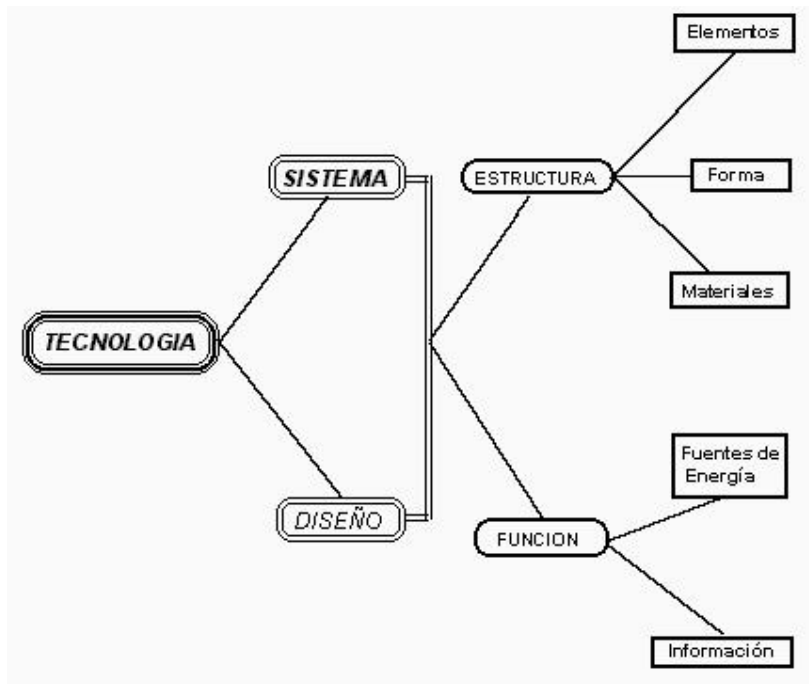 Elementos
SISTEMA
ESTRUCTURA
Forma
Materiales
TECNOLOGIA
Fuentes de
Energía
DISEÑO
FUNCION
Información